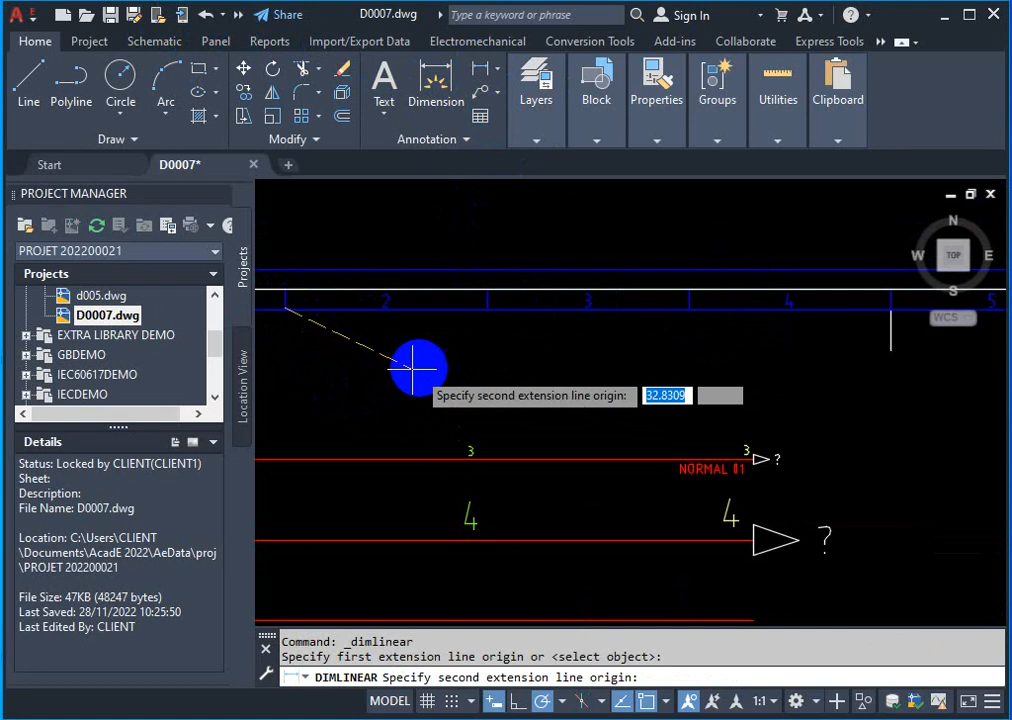 Share
D0007.dwg
Type a keyword or phrase
Sign In
Home
Project
Schematic
Panel
Reports
Import/Export Data
Electromechanical
Conversion Tools
Add-ins
Collaborate
Express Tools
Line
Polyline
Circle
Arc
Text
Dimension
Layers
Block
Properties
Groups
Utilities
Clipboard
Draw
Modify
Annotation
Start
D0007*
PROJECT MANAGER
PROJET 202200021
Projects
d005.dwg
D0007.dwg
EXTRA LIBRARY DEMO
GBDEMO
IEC60617DEMO
IECDEMO
Projects
Location View
Details
Status: Locked by CLIENT(CLIENT1)
Sheet:
Description:
File Name: D0007.dwg
Location: C:\Users\CLIENT
\Documents\AcadE 2022\AeData\proj
\PROJET 202200021
File Size: 47KB (48247 bytes)
Last Saved: 28/11/2022 10:25:50
Last Edited By: CLIENT
N
W
TOP
E
S
WCS
2
3
4
5
Specify second extension line origin:
32.8309
3
3
?
NORMAL 01
4
4
?
Command: _dimlinear
Specify first extension line origin or <select object>:
DIMLINEAR Specify second extension line origin:
MODEL
1:1